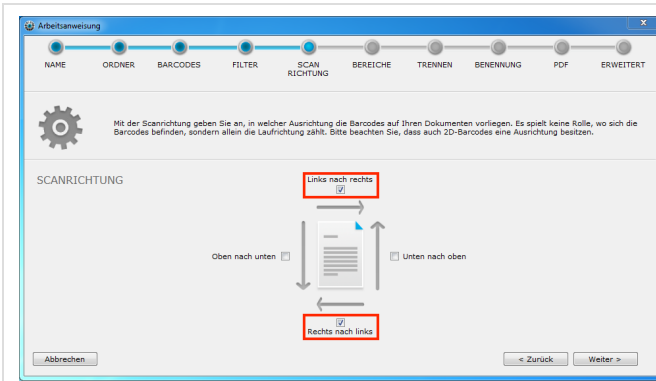 Arbeitsanweisung
x
NAME
ORDNER
BARCODES
FILTER
SCAN
RICHTUNG
BEREICHE
TRENNEN
BENENNUNG
PDF
ERWEITERT
Mit der Scanrichtung geben Sie an, in welcher Ausrichtung die Barcodes auf Ihren Dokumenten vorliegen. Es spielt keine Rolle, wo sich die
Barcodes befinden, sondern allein die Laufrichtung zählt. Bitte beachten Sie, dass auch 2D-Barcodes eine Ausrichtung besitzen.
SCANRICHTUNG
Links nach rechts
Oben nach unten
Unten nach oben
Rechts nach links
Abbrechen
< Zurück
Weiter >